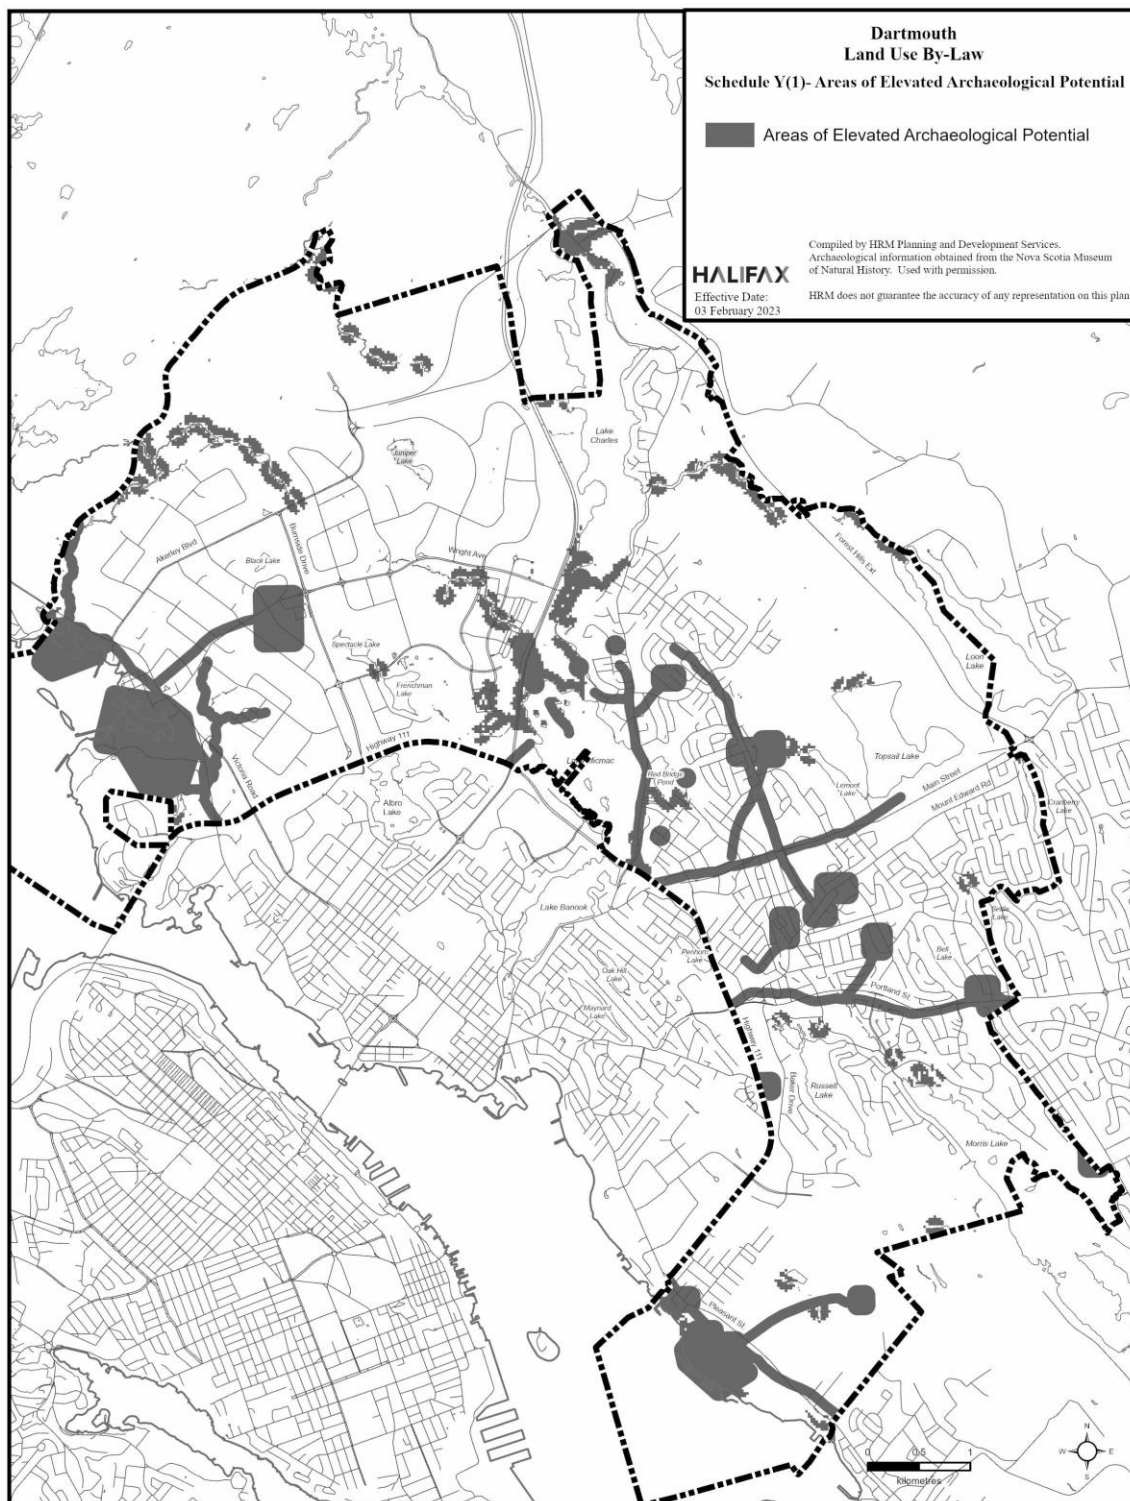 Dartmouth
Land Use By-Law
Schedule Y(1)- Areas of Elevated Archaeological Potential
Areas of Elevated Archaeological Potential
Compiled by HRM Planning and Development Services.
Archaeological information obtained from the Nova Scotia Museum
of Natural History. Used with permission.
HALIFAX
Effective Date:
03 February 2023
HRM does not guarantee the accuracy of any representation on this plan
Lake
Charles
Juniper
Lake
Akerley Blvd
Burnside Drive
Wright Ave
Black Lake
Forest Hills Ext
Spectacle Lake
Frenchman
Lake
Loon
Lake
Highway 111
Victoria Road
Albro
Lake
Red Bridge
Pond
Topsail Lake
Lemont
Lake
Main Street
Mount Edward Rd
Cranberry
Lake
Lake Banook
Penhorn
Lake
Oak Hill
Lake
Maynard
Lake
Settle
Lake
Bell
Lake
Portland St
Highway 111
Baker Drive
Russell
Lake
Morris Lake
Pleasant St
N
W
E
S
0
0.5
1
kilometres